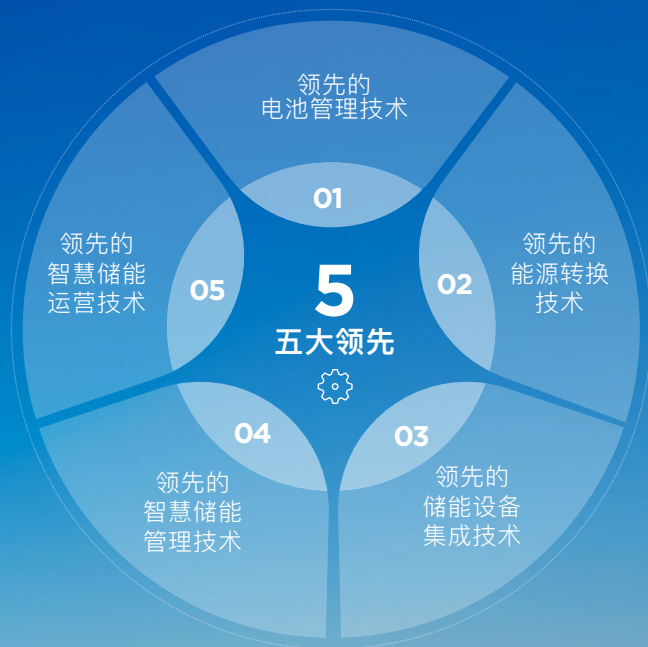 领先的
电池管理技术
01
领先的
能源转换
技术
02
领先的
储能设备
集成技术
03
领先的
智慧储能
管理技术
04
领先的
智慧储能
运营技术
05
5
五大领先